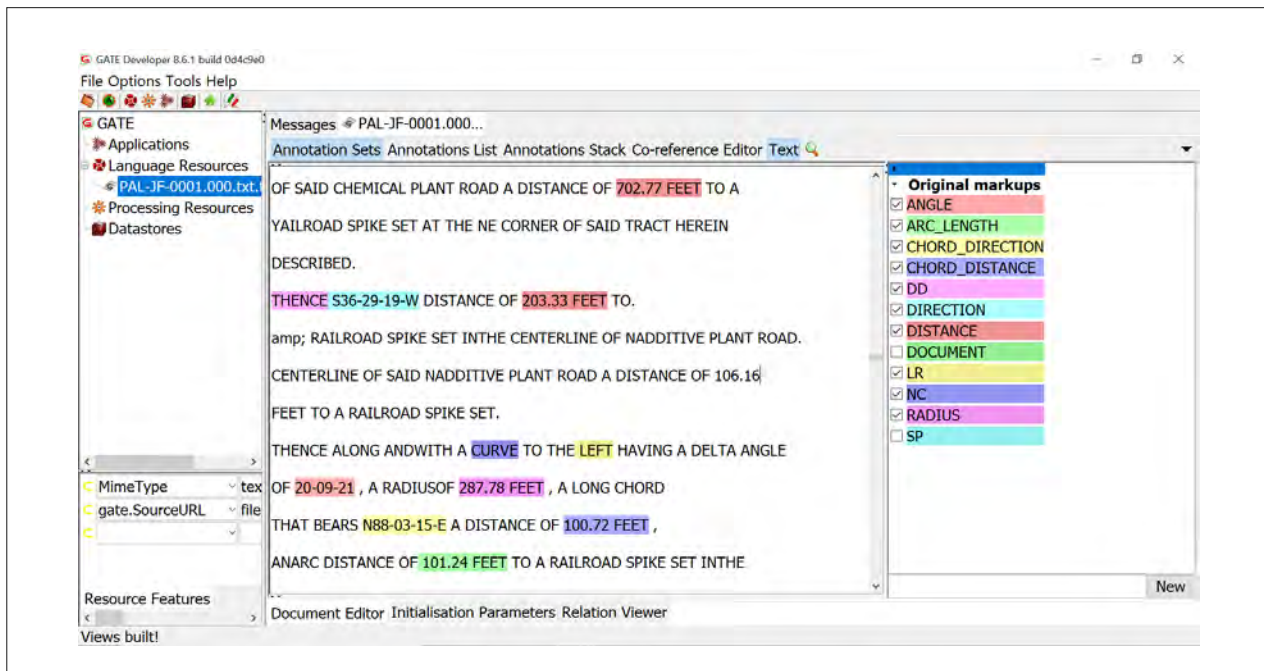 GATE Developer 8.6.1 build 0d4c9e0
File Options Tools Help
GATE
Applications
Language Resources
PAL-JF-0001.000.txt.
Processing Resources
Datastores
MimeType tex
gate.SourceURL file
Resource Features
Views built!
Messages PAL-JF-0001.000...
Annotation Sets Annotations List Annotations Stack Co-reference Editor Text
OF SAID CHEMICAL PLANT ROAD A DISTANCE OF 702.77 FEET TO A
YAILROAD SPIKE SET AT THE NE CORNER OF SAID TRACT HEREIN
DESCRIBED.
THENCE S36-29-19-W DISTANCE OF 203.33 FEET TO.
amp; RAILROAD SPIKE SET INTHE CENTERLINE OF NADDITIVE PLANT ROAD.
CENTERLINE OF SAID NADDITIVE PLANT ROAD A DISTANCE OF 106.16
FEET TO A RAILROAD SPIKE SET.
THENCE ALONG ANDWITH A CURVE TO THE LEFT HAVING A DELTA ANGLE
OF 20-09-21 , A RADIUSOF 287.78 FEET , A LONG CHORD
THAT BEARS N88-03-15-E A DISTANCE OF 100.72 FEET ,
ANARC DISTANCE OF 101.24 FEET TO A RAILROAD SPIKE SET INTHE
Document Editor Initialisation Parameters Relation Viewer
Original markups
ANGLE
ARC_LENGTH
CHORD_DIRECTION
CHORD_DISTANCE
DD
DIRECTION
DISTANCE
DOCUMENT
LR
NC
RADIUS
SP
New